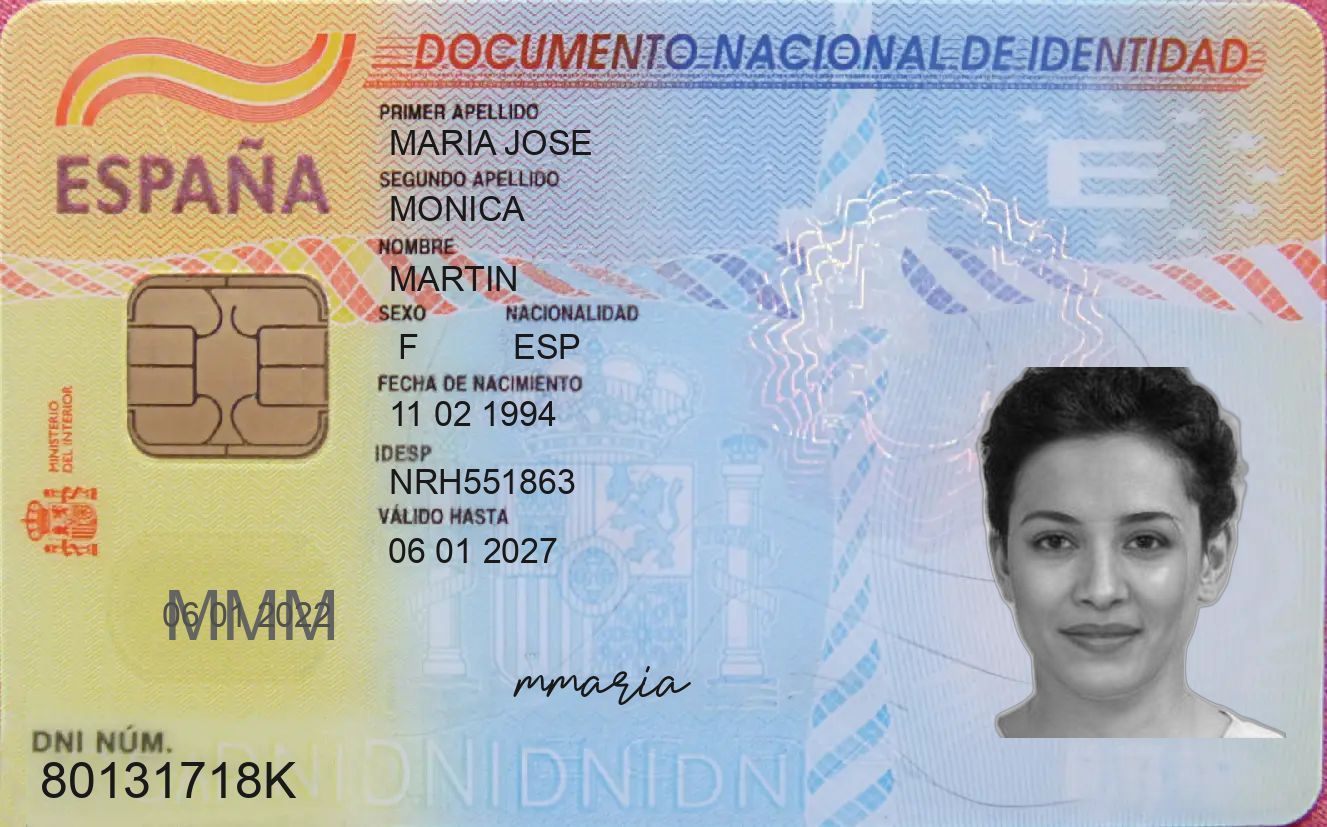 DOCUMENTO NACIONAL DE IDENTIDAD
ESPAÑA
PRIMER APELLIDO
MARIA JOSE
SEGUNDO APELLIDO
MONICA
NOMBRE
MARTIN
SEXO NACIONALIDAD
F ESP
FECHA DE NACIMIENTO
11 02 1994
IDESP
NRH551863
VÁLIDO HASTA
06 01 2027
MINISTERIO
DEL INTERIOR
E
MMM
06 01 2022
mmaria
DNI NÚM.
80131718K
DNIDNIDNIDNI